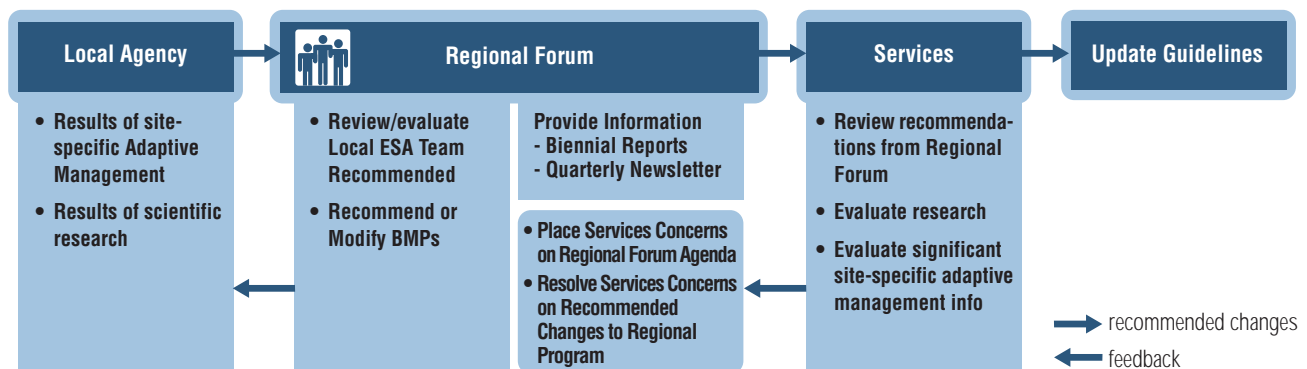 Local Agency
Regional Forum
Services
Update Guidelines
• Results of site-
specific Adaptive
Management
• Results of scientific
research
• Review/evaluate
Local ESA Team
Recommended
• Recommend or
Modify BMPs
Provide Information
- Biennial Reports
- Quarterly Newsletter
• Place Services Concerns
on Regional Forum Agenda
• Resolve Services Concerns
on Recommended
Changes to Regional
Program
• Review recommenda-
tions from Regional
Forum
• Evaluate research
• Evaluate significant
site-specific adaptive
management info
recommended changes
feedback